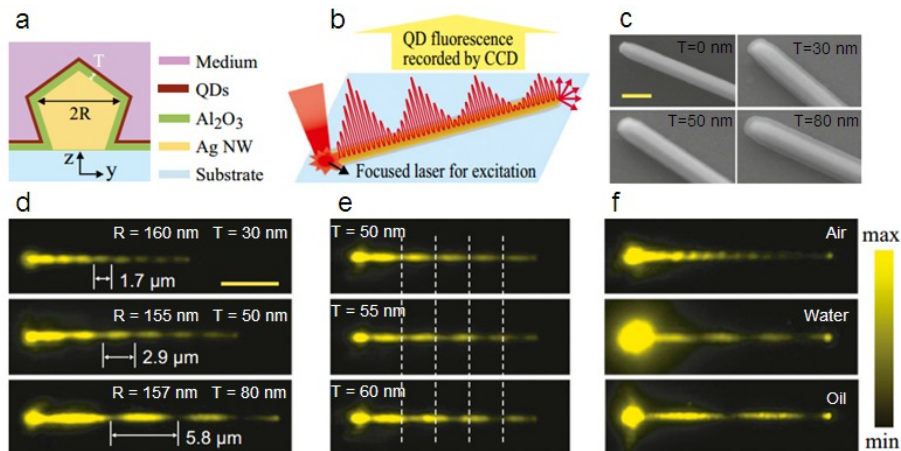 a
T
2R
z
y
Medium
QDs
Al₂O₃
Ag NW
Substrate
b
QD fluorescence
recorded by CCD
Focused laser for excitation
c
T=0 nm
T=30 nm
T=50 nm
T=80 nm
d
R = 160 nm T = 30 nm
1.7 μm
R = 155 nm T = 50 nm
2.9 μm
R = 157 nm T = 80 nm
5.8 μm
e
T = 50 nm
T = 55 nm
T = 60 nm
f
Air
Water
Oil
max
min